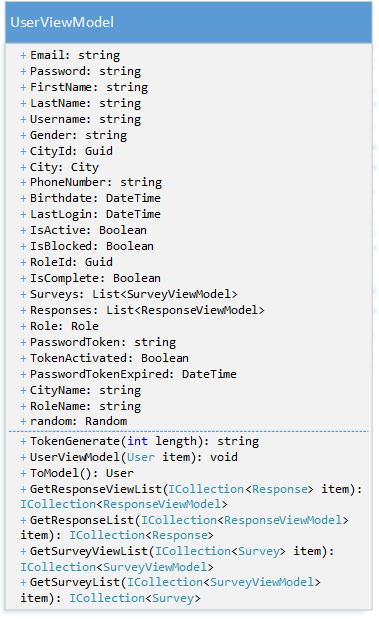 UserViewModel
+ Email: string
+ Password: string
+ FirstName: string
+ LastName: string
+ Username: string
+ Gender: string
+ CityId: Guid
+ City: City
+ PhoneNumber: string
+ Birthdate: DateTime
+ LastLogin: DateTime
+ IsActive: Boolean
+ IsBlocked: Boolean
+ RoleId: Guid
+ IsComplete: Boolean
+ Surveys: List<SurveyViewModel>
+ Responses: List<ResponseViewModel>
+ Role: Role
+ PasswordToken: string
+ TokenActivated: Boolean
+ PasswordTokenExpired: DateTime
+ CityName: string
+ RoleName: string
+ random: Random
+ TokenGenerate(int length): string
+ UserViewModel(User item): void
+ ToModel(): User
+ GetResponseViewList(ICollection<Response> item):
ICollection<ResponseViewModel>
+ GetResponseList(ICollection<ResponseViewModel>
item): ICollection<Response>
+ GetSurveyViewList(ICollection<Survey> item):
ICollection<SurveyViewModel>
+ GetSurveyList(ICollection<SurveyViewModel>
item): ICollection<Survey>